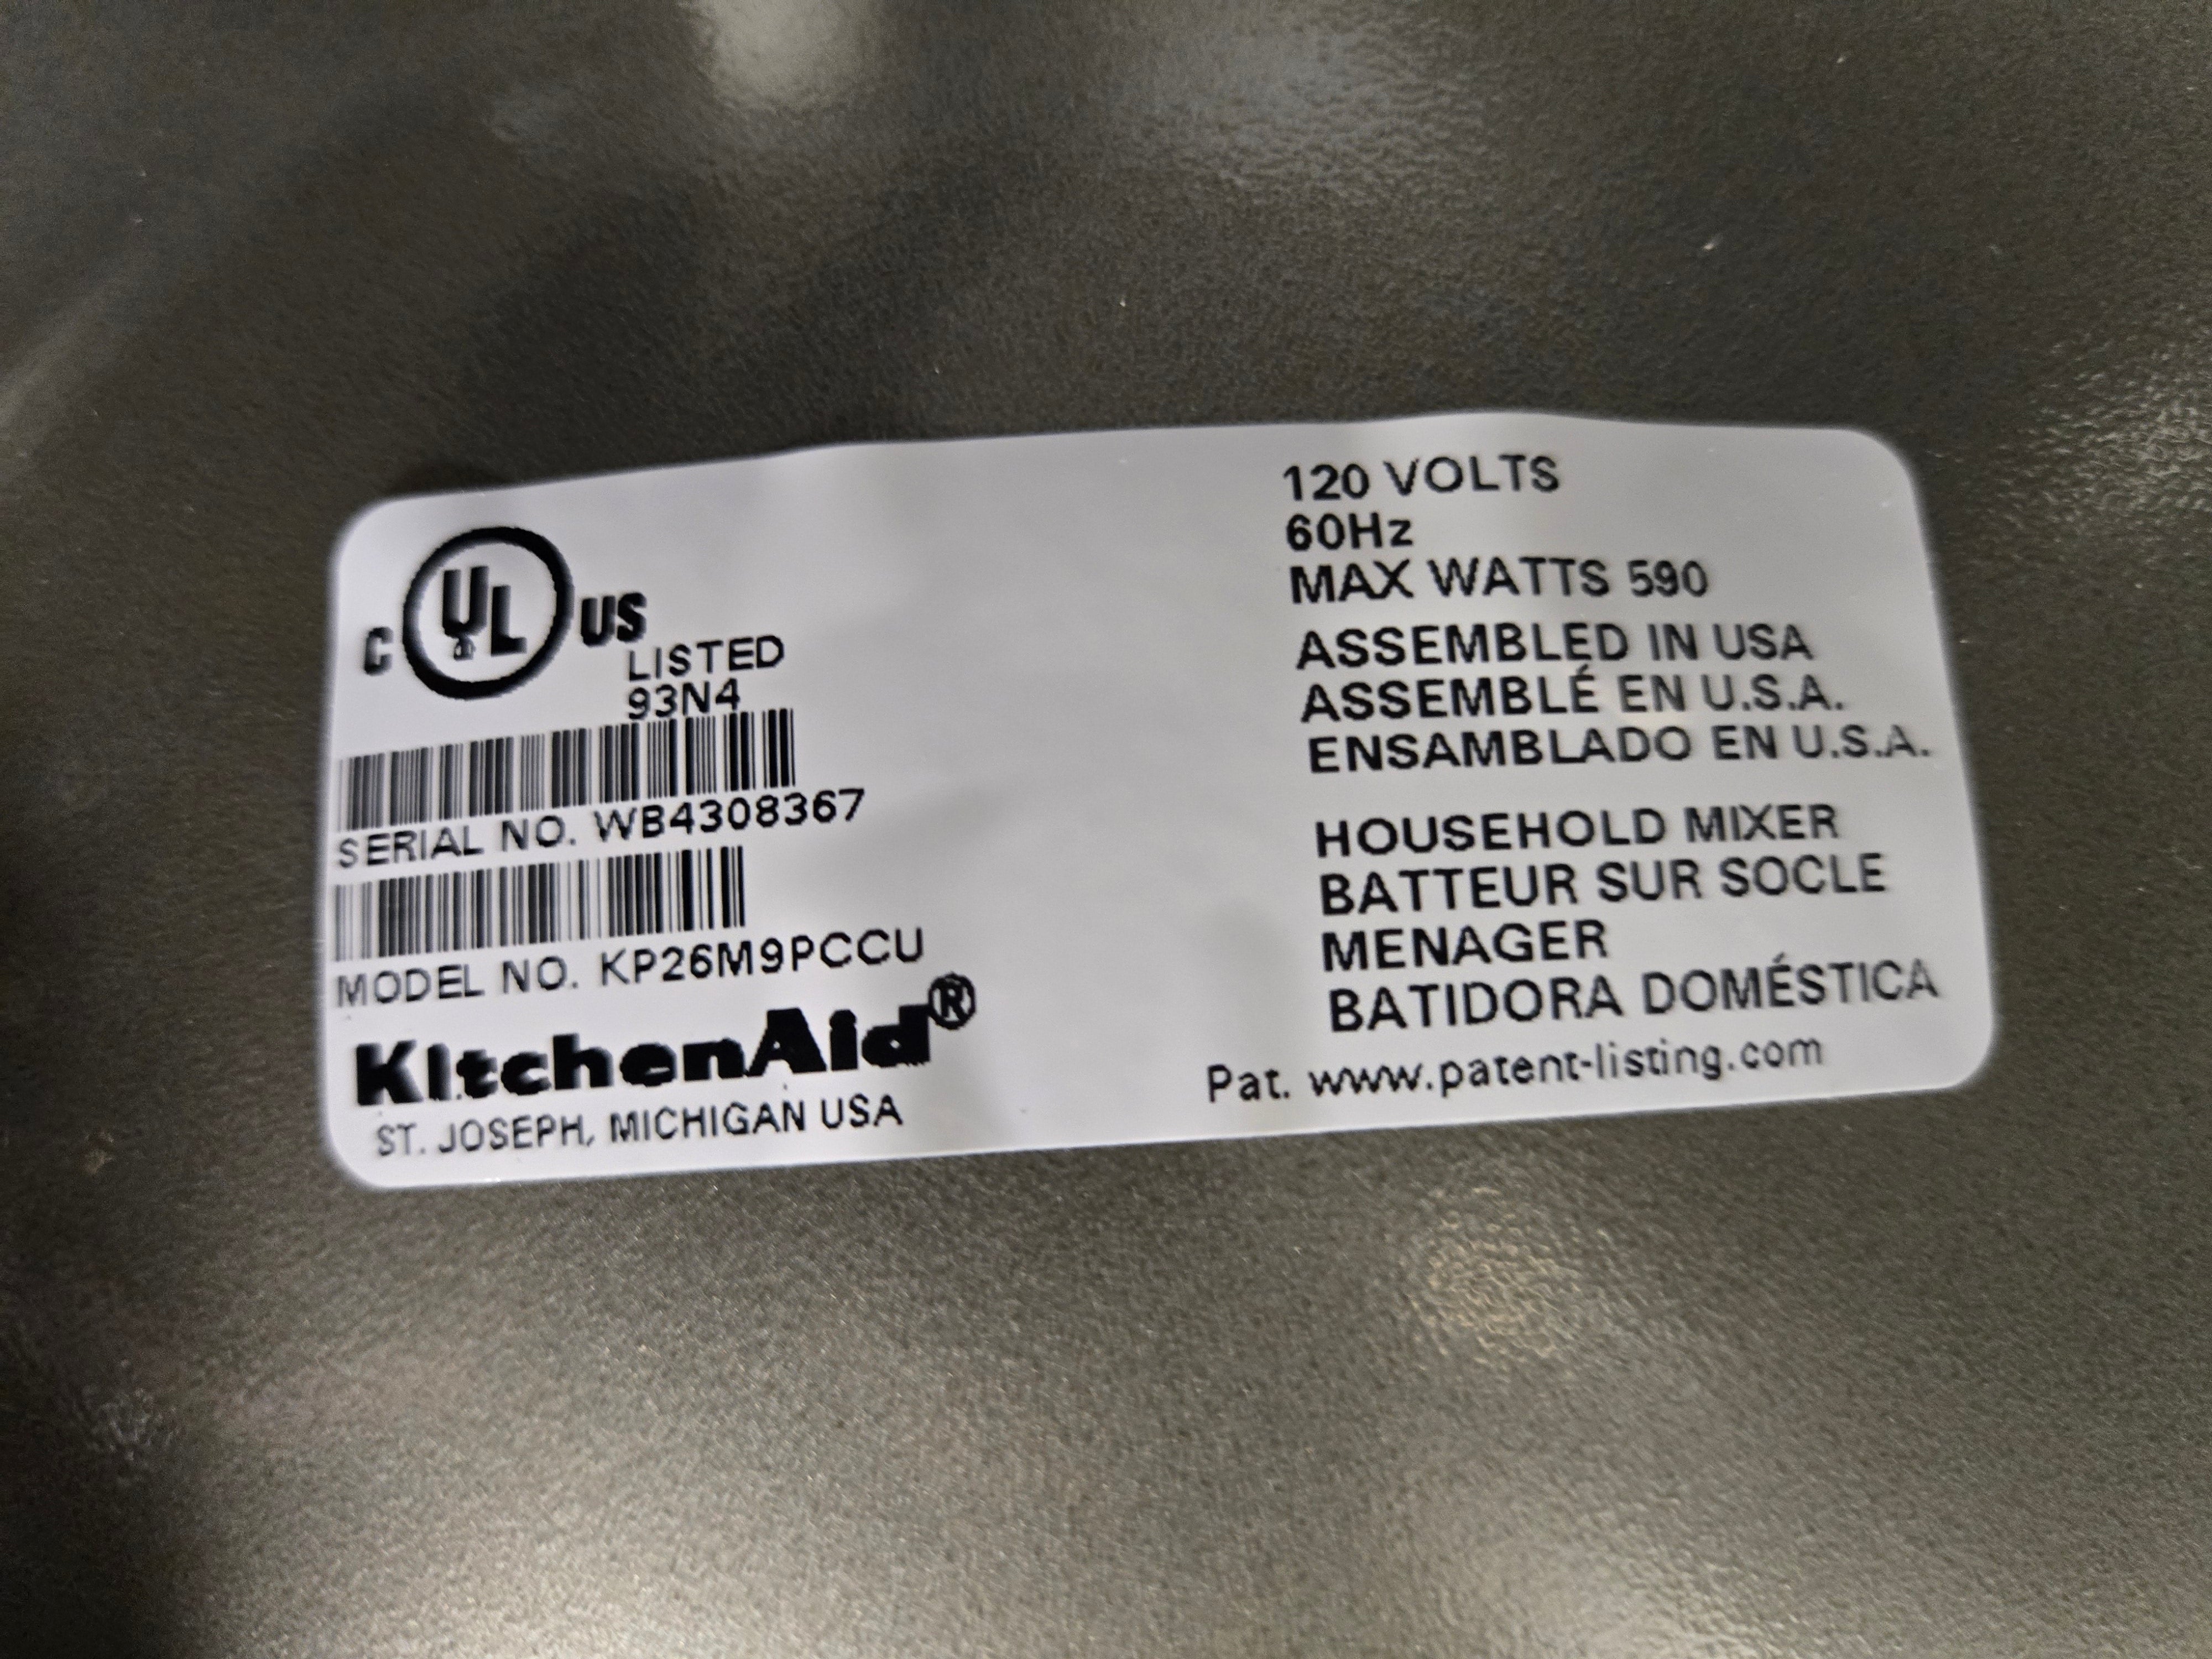 C UL US
LISTED
93N4
SERIAL NO. WB4308367
MODEL NO. KP26M9PCCU
KitchenAid®
ST. JOSEPH, MICHIGAN USA
120 VOLTS
60Hz
MAX WATTS 590
ASSEMBLED IN USA
ASSEMBLÉ EN U.S.A.
ENSAMBLADO EN U.S.A.
HOUSEHOLD MIXER
BATTEUR SUR SOCLE
MENAGER
BATIDORA DOMÉSTICA
Pat. www.patent-listing.com